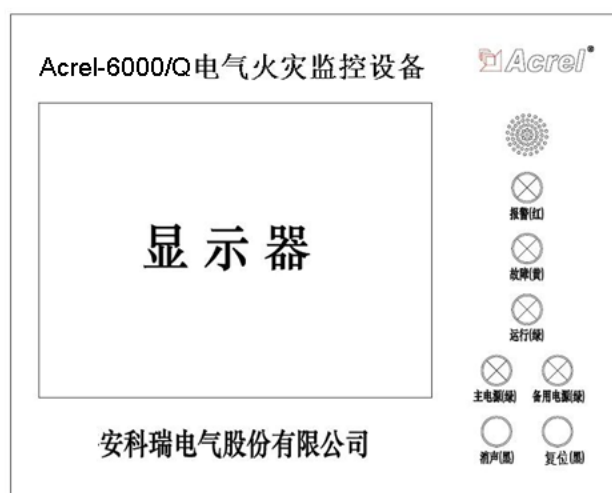 Acrel-6000/Q电气火灾监控设备
Acrel®
显示器
报警(红)
故障(黄)
运行(绿)
主电源(绿) 备用电源(绿)
消声(黑) 复位(黑)
安科瑞电气股份有限公司